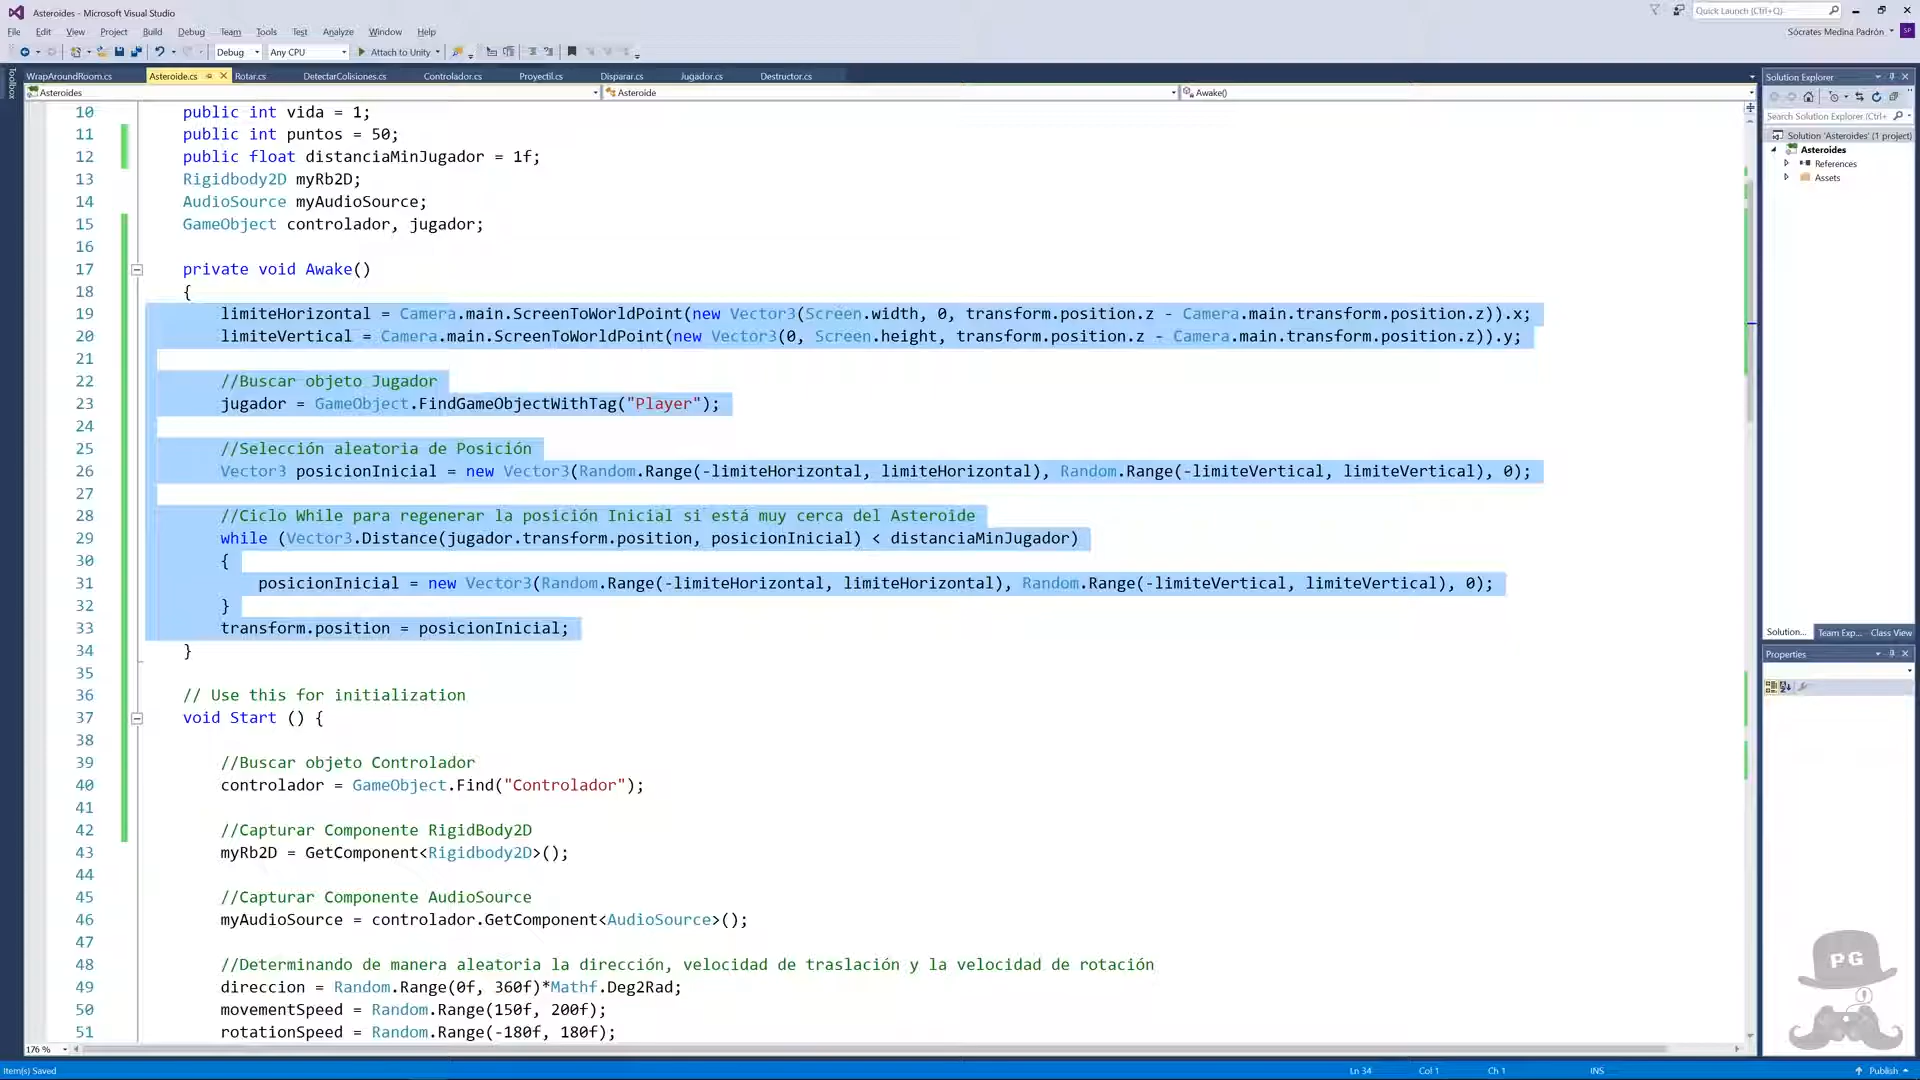 Asteroides - Microsoft Visual Studio
Quick Launch (Ctrl+Q)
File Edit View Project Build Debug Team Tools Test Analyze Window Help
Sócrates Medina Padrón
SP
Debug Any CPU Attach to Unity
Toolbox
WrapAroundRoom.cs Asteroide.cs Rotar.cs DetectarColisiones.cs Controlador.cs Proyectil.cs Disparar.cs Jugador.cs Destructor.cs
Asteroides Asteroide Awake()
10 public int vida = 1;
11 public int puntos = 50;
12 public float distanciaMinJugador = 1f;
13 Rigidbody2D myRb2D;
14 AudioSource myAudioSource;
15 GameObject controlador, jugador;
16
17 private void Awake()
18 {
19 limiteHorizontal = Camera.main.ScreenToWorldPoint(new Vector3(Screen.width, 0, transform.position.z - Camera.main.transform.position.z)).x;
20 limiteVertical = Camera.main.ScreenToWorldPoint(new Vector3(0, Screen.height, transform.position.z - Camera.main.transform.position.z)).y;
21
22 //Buscar objeto Jugador
23 jugador = GameObject.FindGameObjectWithTag("Player");
24
25 //Selección aleatoria de Posición
26 Vector3 posicionInicial = new Vector3(Random.Range(-limiteHorizontal, limiteHorizontal), Random.Range(-limiteVertical, limiteVertical), 0);
27
28 //Ciclo While para regenerar la posición Inicial si está muy cerca del Asteroide
29 while (Vector3.Distance(jugador.transform.position, posicionInicial) < distanciaMinJugador)
30 {
31 posicionInicial = new Vector3(Random.Range(-limiteHorizontal, limiteHorizontal), Random.Range(-limiteVertical, limiteVertical), 0);
32 }
33 transform.position = posicionInicial;
34 }
35
36 // Use this for initialization
37 void Start () {
38
39 //Buscar objeto Controlador
40 controlador = GameObject.Find("Controlador");
41
42 //Capturar Componente RigidBody2D
43 myRb2D = GetComponent<Rigidbody2D>();
44
45 //Capturar Componente AudioSource
46 myAudioSource = controlador.GetComponent<AudioSource>();
47
48 //Determinando de manera aleatoria la dirección, velocidad de traslación y la velocidad de rotación
49 direccion = Random.Range(0f, 360f)*Mathf.Deg2Rad;
50 movementSpeed = Random.Range(150f, 200f);
51 rotationSpeed = Random.Range(-180f, 180f);
Solution Explorer
Search Solution Explorer (Ctrl+
Solution 'Asteroides' (1 project)
Asteroides
References
Assets
Solution... Team Exp... Class View
Properties
PG
176 %
Item(s) Saved Ln 34 Col 1 Ch 1 INS Publish